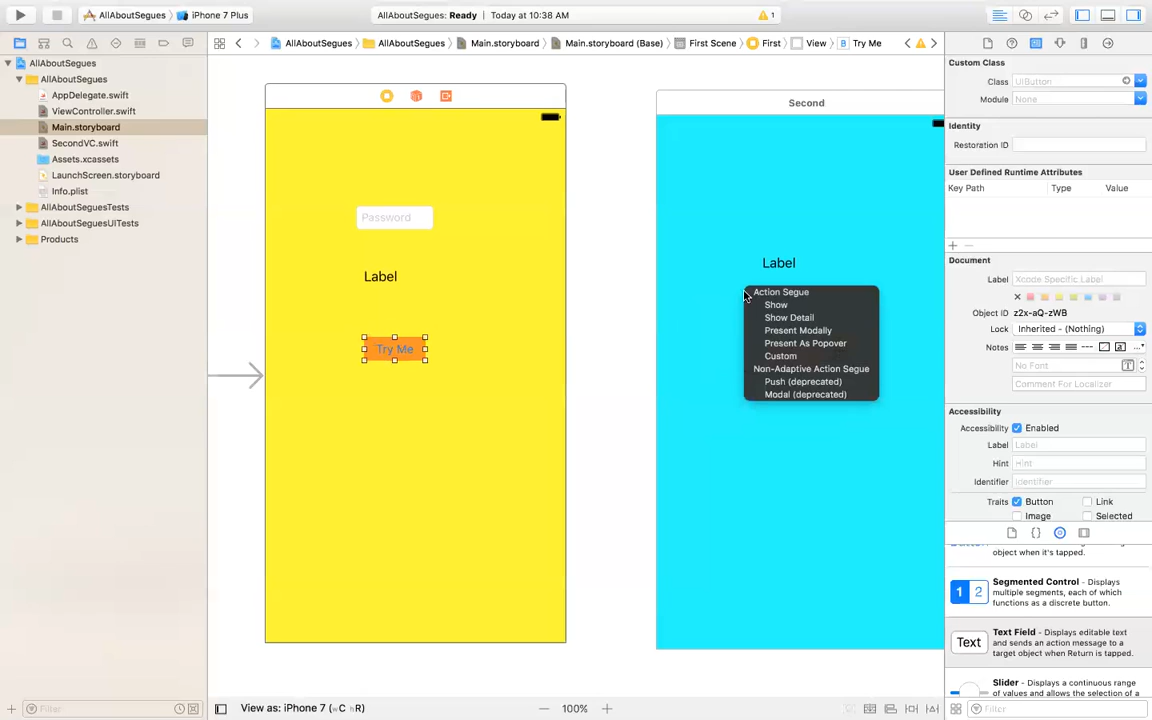 AllAboutSegues
iPhone 7 Plus
AllAboutSegues: Ready
Today at 10:38 AM
1
AllAboutSegues
AllAboutSegues
Main.storyboard
Main.storyboard (Base)
First Scene
First
View
B
Try Me
AllAboutSegues
AllAboutSegues
AppDelegate.swift
ViewController.swift
Main.storyboard
SecondVC.swift
Assets.xcassets
LaunchScreen.storyboard
Info.plist
AllAboutSeguesTests
AllAboutSeguesUITests
Products
Filter
Password
Label
Try Me
Second
Label
Action Segue
Show
Show Detail
Present Modally
Present As Popover
Custom
Non-Adaptive Action Segue
Push (deprecated)
Modal (deprecated)
View as: iPhone 7 (wC hR)
100%
Custom Class
Class UIButton
Module None
Identity
Restoration ID
User Defined Runtime Attributes
Key Path Type Value
Document
Label Xcode Specific Label
Object ID z2x-aQ-zWB
Lock Inherited - (Nothing)
Notes
No Font
Comment For Localizer
Accessibility
Accessibility Enabled
Label Label
Hint Hint
Identifier Identifier
Traits Button Link
Image Selected
object when it's tapped.
1 2
Segmented Control - Displays
multiple segments, each of which
functions as a discrete button.
Text
Text Field - Displays editable text
and sends an action message to a
target object when Return is tapped.
Slider - Displays a continuous range
of values and allows the selection of a
Filter